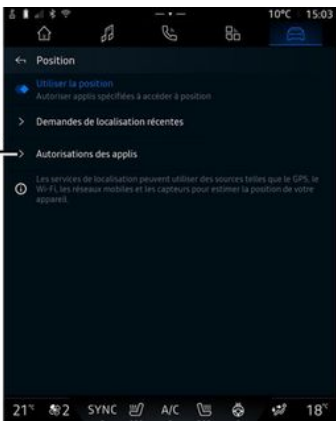 10°C 15:03
Position
Utiliser la position
Autoriser applis spécifiées à accéder à position
Demandes de localisation récentes
Autorisations des applis
Les services de localisation peuvent utiliser des sources telles que le GPS, le
Wi-Fi, les réseaux mobiles et les capteurs pour estimer la position de votre
appareil.
21°C 2 SYNC A/C 18°C